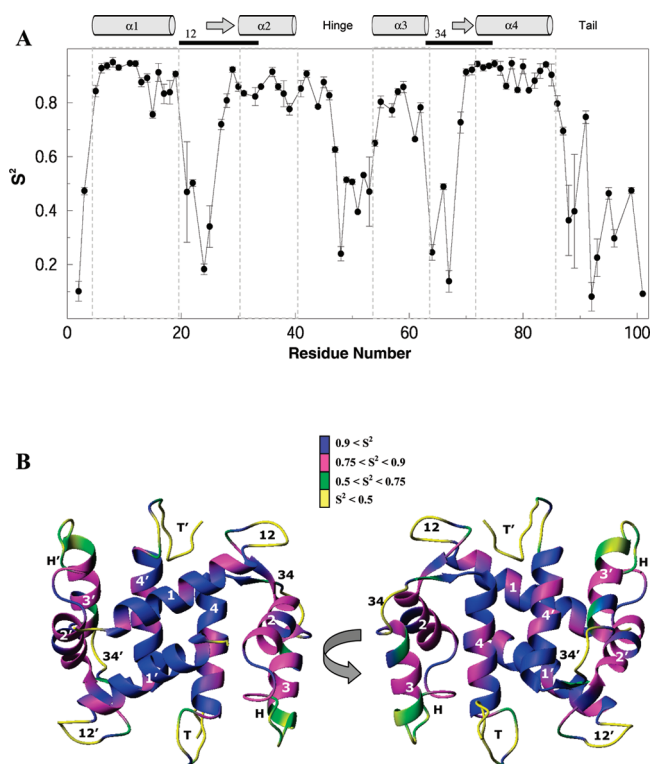 A
α1
12
α2
Hinge
α3
34
α4
Tail
S²
0.8
0.6
0.4
0.2
0 20 40 60 80 100
Residue Number
B
0.9 < S²
0.75 < S² < 0.9
0.5 < S² < 0.75
S² < 0.5
T′ 12 12 T′
H′ H
3′ 4′ 1 4 34 1 4′ 3′
2′ 2 34 2 4 2′
34′ 34′
1′ 3 3 1′
12′ T H H T 12′